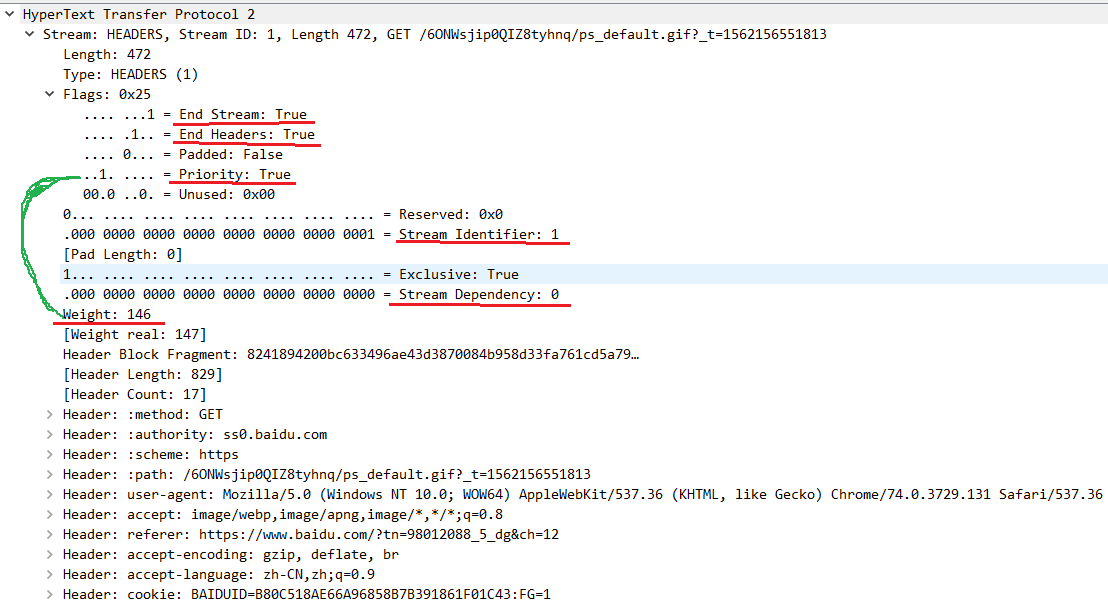 HyperText Transfer Protocol 2
Stream: HEADERS, Stream ID: 1, Length 472, GET /6ONWsjip0QIZ8tyhnq/ps_default.gif?_t=1562156551813
Length: 472
Type: HEADERS (1)
Flags: 0x25
.... ...1 = End Stream: True
.... .1.. = End Headers: True
.... 0... = Padded: False
..1. .... = Priority: True
00.0 ..0. = Unused: 0x00
0... .... .... .... .... .... .... .... = Reserved: 0x0
.000 0000 0000 0000 0000 0000 0000 0001 = Stream Identifier: 1
[Pad Length: 0]
1... .... .... .... .... .... .... .... = Exclusive: True
.000 0000 0000 0000 0000 0000 0000 0000 = Stream Dependency: 0
Weight: 146
[Weight real: 147]
Header Block Fragment: 8241894200bc633496ae43d3870084b958d33fa761cd5a79…
[Header Length: 829]
[Header Count: 17]
Header: :method: GET
Header: :authority: ss0.baidu.com
Header: :scheme: https
Header: :path: /6ONWsjip0QIZ8tyhnq/ps_default.gif?_t=1562156551813
Header: user-agent: Mozilla/5.0 (Windows NT 10.0; WOW64) AppleWebKit/537.36 (KHTML, like Gecko) Chrome/74.0.3729.131 Safari/537.36
Header: accept: image/webp,image/apng,image/*,*/*;q=0.8
Header: referer: https://www.baidu.com/?tn=98012088_5_dg&ch=12
Header: accept-encoding: gzip, deflate, br
Header: accept-language: zh-CN,zh;q=0.9
Header: cookie: BAIDUID=B80C518AE66A96858B7B391861F01C43:FG=1